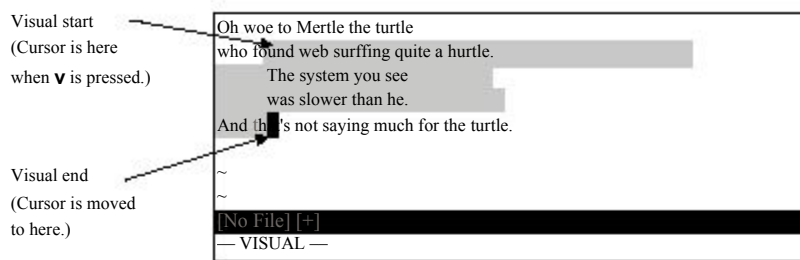 Visual start
(Cursor is here
when v is pressed.)
Visual end
(Cursor is moved
to here.)
Oh woe to Mertle the turtle
who found web surffing quite a hurtle.
The system you see
was slower than he.
And that's not saying much for the turtle.
~
~
[No File] [+]
— VISUAL —